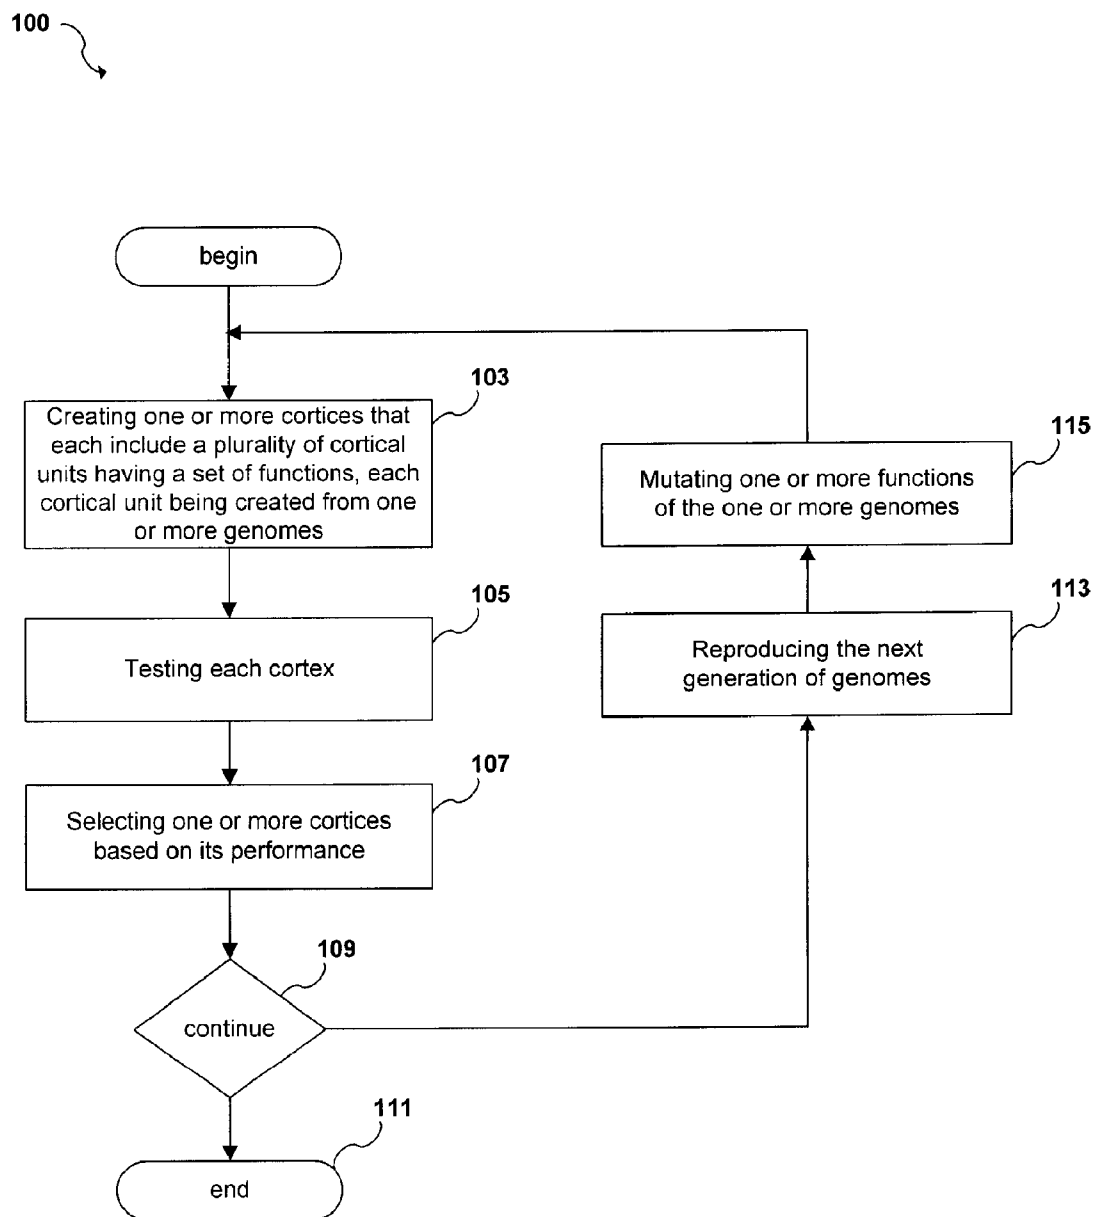 100
begin
103
Creating one or more cortices that
each include a plurality of cortical
units having a set of functions, each
cortical unit being created from one
or more genomes
115
Mutating one or more functions
of the one or more genomes
105
Testing each cortex
113
Reproducing the next
generation of genomes
107
Selecting one or more cortices
based on its performance
109
continue
111
end